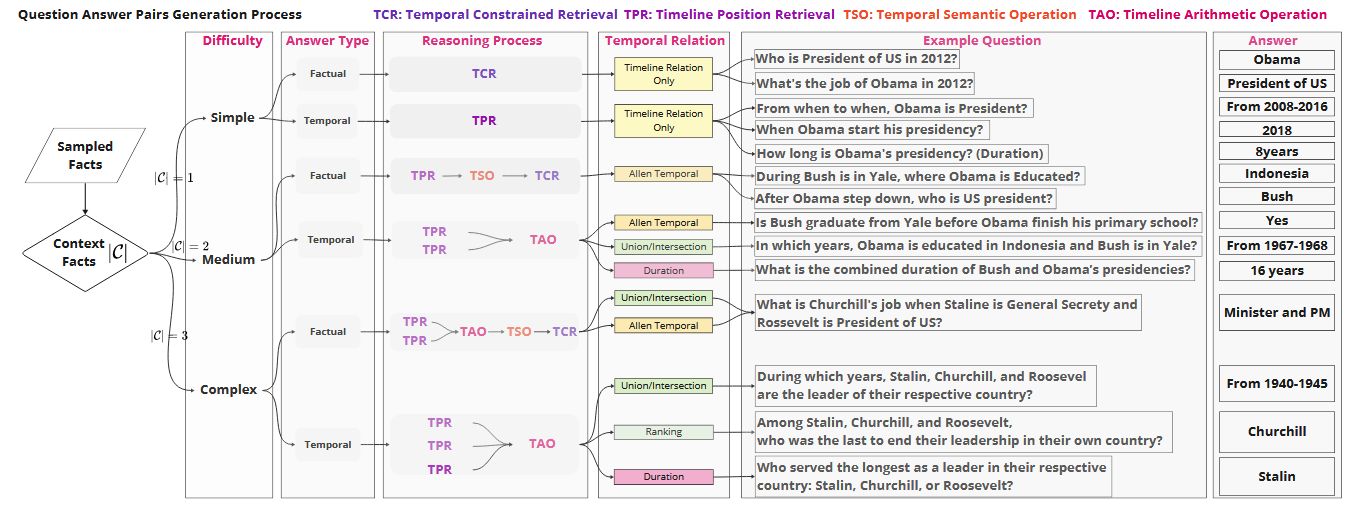 Question Answer Pairs Generation Process
TCR: Temporal Constrained Retrieval TPR: Timeline Position Retrieval TSO: Temporal Semantic Operation TAO: Timeline Arithmetic Operation
Difficulty
Answer Type
Reasoning Process
Temporal Relation
Example Question
Answer
Sampled
Facts
Context
Facts |C|
|C| = 1
|C| = 2
|C| = 3
Simple
Medium
Complex
Factual
TCR
Timeline Relation
Only
Who is President of US in 2012?
Obama
What's the job of Obama in 2012?
President of US
Temporal
TPR
Timeline Relation
Only
From when to when, Obama is President?
From 2008-2016
When Obama start his presidency?
2018
How long is Obama's presidency? (Duration)
8years
Factual
TPR TSO TCR
Allen Temporal
During Bush is in Yale, where Obama is Educated?
Indonesia
After Obama step down, who is US president?
Bush
Temporal
TPR
TPR
TAO
Allen Temporal
Is Bush graduate from Yale before Obama finish his primary school?
Yes
Union/Intersection
In which years, Obama is educated in Indonesia and Bush is in Yale?
From 1967-1968
Duration
What is the combined duration of Bush and Obama's presidencies?
16 years
Factual
TPR
TPR
TAO TSO TCR
Union/Intersection
Allen Temporal
What is Churchill's job when Staline is General Secrety and
Rossevelt is President of US?
Minister and PM
Temporal
TPR
TPR
TPR
TAO
Union/Intersection
During which years, Stalin, Churchill, and Roosevel
are the leader of their respective country?
From 1940-1945
Ranking
Among Stalin, Churchill, and Roosevelt,
who was the last to end their leadership in their own country?
Churchill
Duration
Who served the longest as a leader in their respective
country: Stalin, Churchill, or Roosevelt?
Stalin